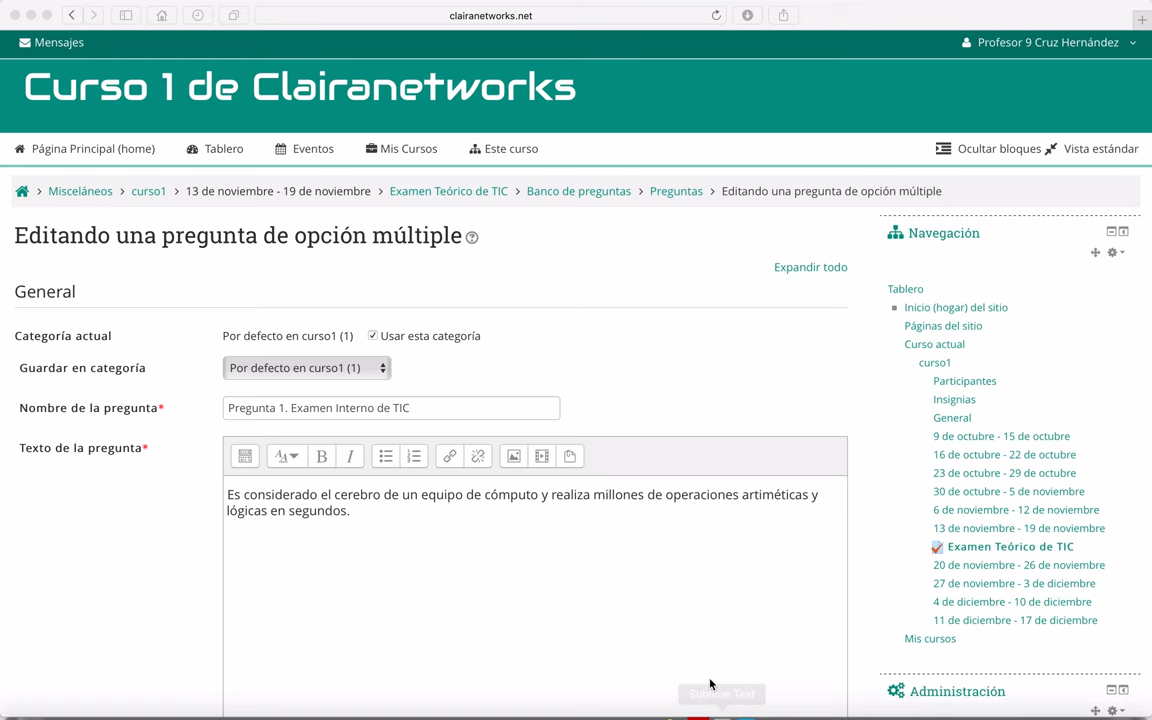 clairanetworks.net
Mensajes
Profesor 9 Cruz Hernández
Curso 1 de Clairanetworks
Página Principal (home) Tablero Eventos Mis Cursos Este curso Ocultar bloques Vista estándar
Misceláneos curso1 13 de noviembre - 19 de noviembre Examen Teórico de TIC Banco de preguntas Preguntas Editando una pregunta de opción múltiple
Editando una pregunta de opción múltiple
Expandir todo
General
Categoría actual Por defecto en curso1 (1) Usar esta categoría
Guardar en categoría Por defecto en curso1 (1)
Nombre de la pregunta* Pregunta 1. Examen Interno de TIC
Texto de la pregunta*
Es considerado el cerebro de un equipo de cómputo y realiza millones de operaciones artiméticas y
lógicas en segundos.
Sublime Text
Navegación
Tablero
Inicio (hogar) del sitio
Páginas del sitio
Curso actual
curso1
Participantes
Insignias
General
9 de octubre - 15 de octubre
16 de octubre - 22 de octubre
23 de octubre - 29 de octubre
30 de octubre - 5 de noviembre
6 de noviembre - 12 de noviembre
13 de noviembre - 19 de noviembre
Examen Teórico de TIC
20 de noviembre - 26 de noviembre
27 de noviembre - 3 de diciembre
4 de diciembre - 10 de diciembre
11 de diciembre - 17 de diciembre
Mis cursos
Administración